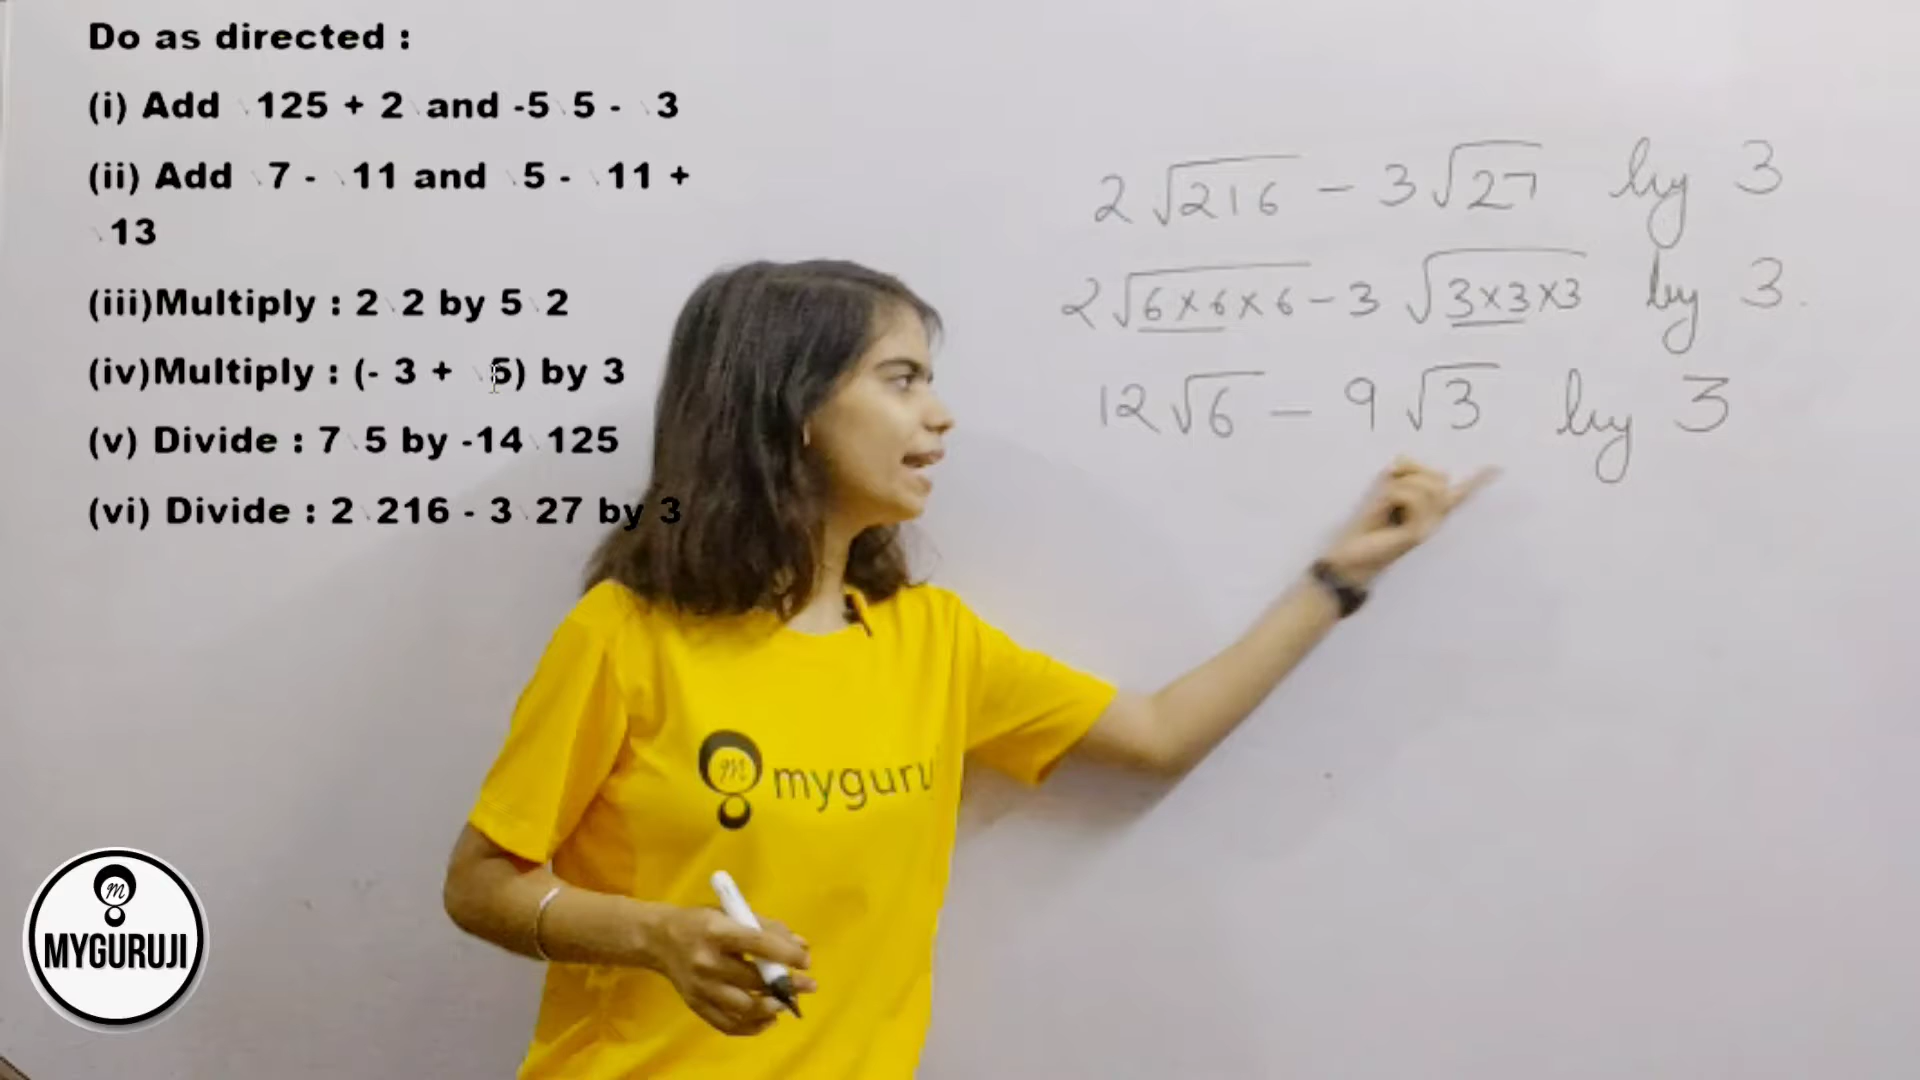 Do as directed :
(i) Add √125 + 2√ and -5√5 - √3
(ii) Add √7 - √11 and √5 - √11 +
√13
(iii)Multiply : 2√2 by 5√2
(iv)Multiply : (- 3 + √5) by 3
(v) Divide : 7√5 by -14√125
(vi) Divide : 2√216 - 3√27 by 3
2√216 - 3√27 by 3
2√6×6×6 - 3 √3×3×3 by 3.
12√6 - 9√3 by 3
m myguru
m
MYGURUJI